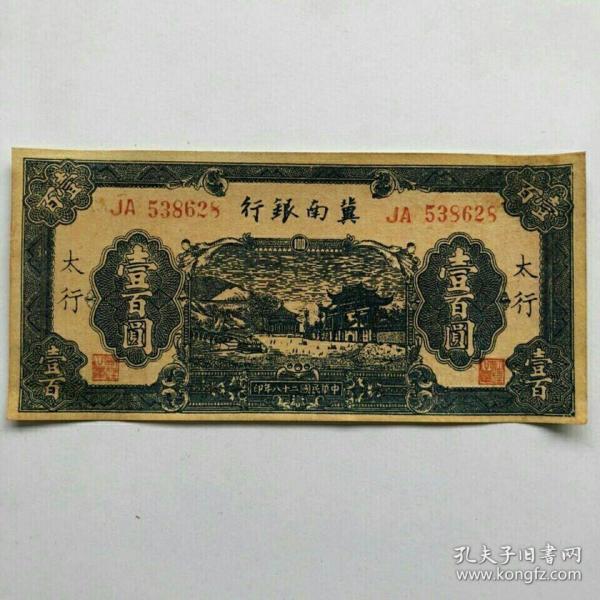 冀南銀行
JA 538628
JA 538628
壹百
壹百
太行
太行
壹百圓
壹百圓
壹百
壹百
中華民國二十八年印
孔夫子旧書网
www.kongfz.com